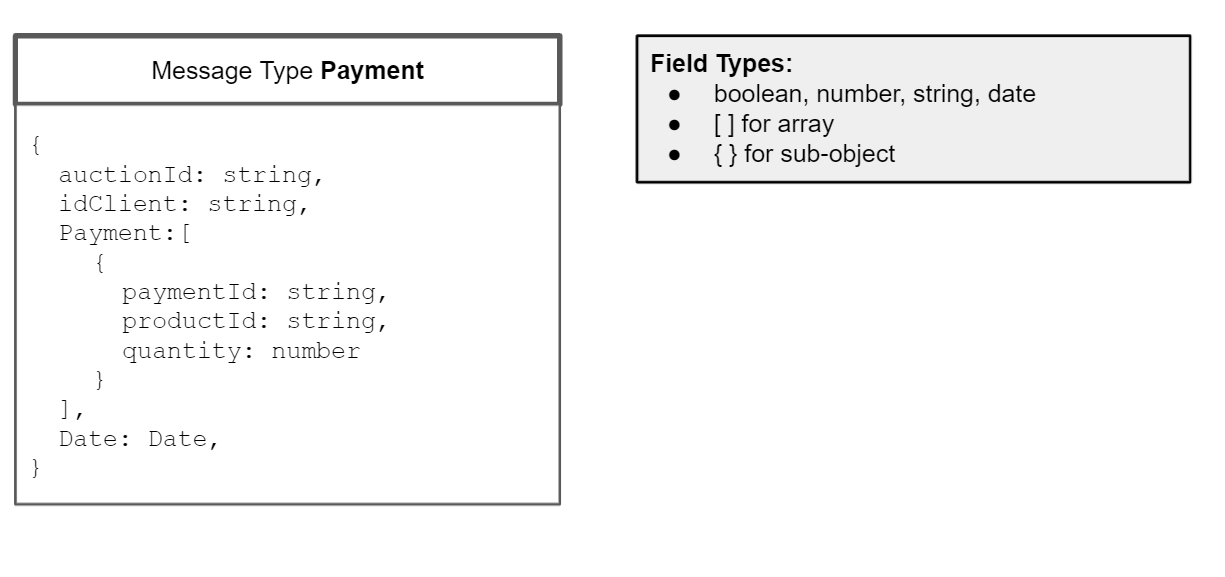 Message Type Payment
{
auctionId: string,
idClient: string,
Payment:[
{
paymentId: string,
productId: string,
quantity: number
}
],
Date: Date,
}
Field Types:
● boolean, number, string, date
● [ ] for array
● { } for sub-object